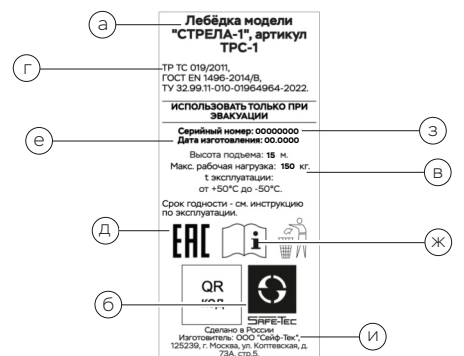 а
Лебёдка модели
"СТРЕЛА-1", артикул
ТРС-1
г
ТР ТС 019/2011,
ГОСТ EN 1496-2014/В,
ТУ 32.99.11-010-01964964-2022.
ИСПОЛЬЗОВАТЬ ТОЛЬКО ПРИ
ЭВАКУАЦИИ
е
Серийный номер: 00000000
з
Дата изготовления: 00.0000
Высота подъема: 15 м.
Макс. рабочая нагрузка: 150 кг.
в
t эксплуатации:
от +50°С до -50°С.
Срок годности - см. инструкцию
по эксплуатации.
д
EAC
i
ж
б
QR
код
SAFE-TEC
Сделано в России
Изготовитель: ООО "Сейф-Тек",
и
125239, г. Москва, ул. Коптевская, д.
73А, стр.5.